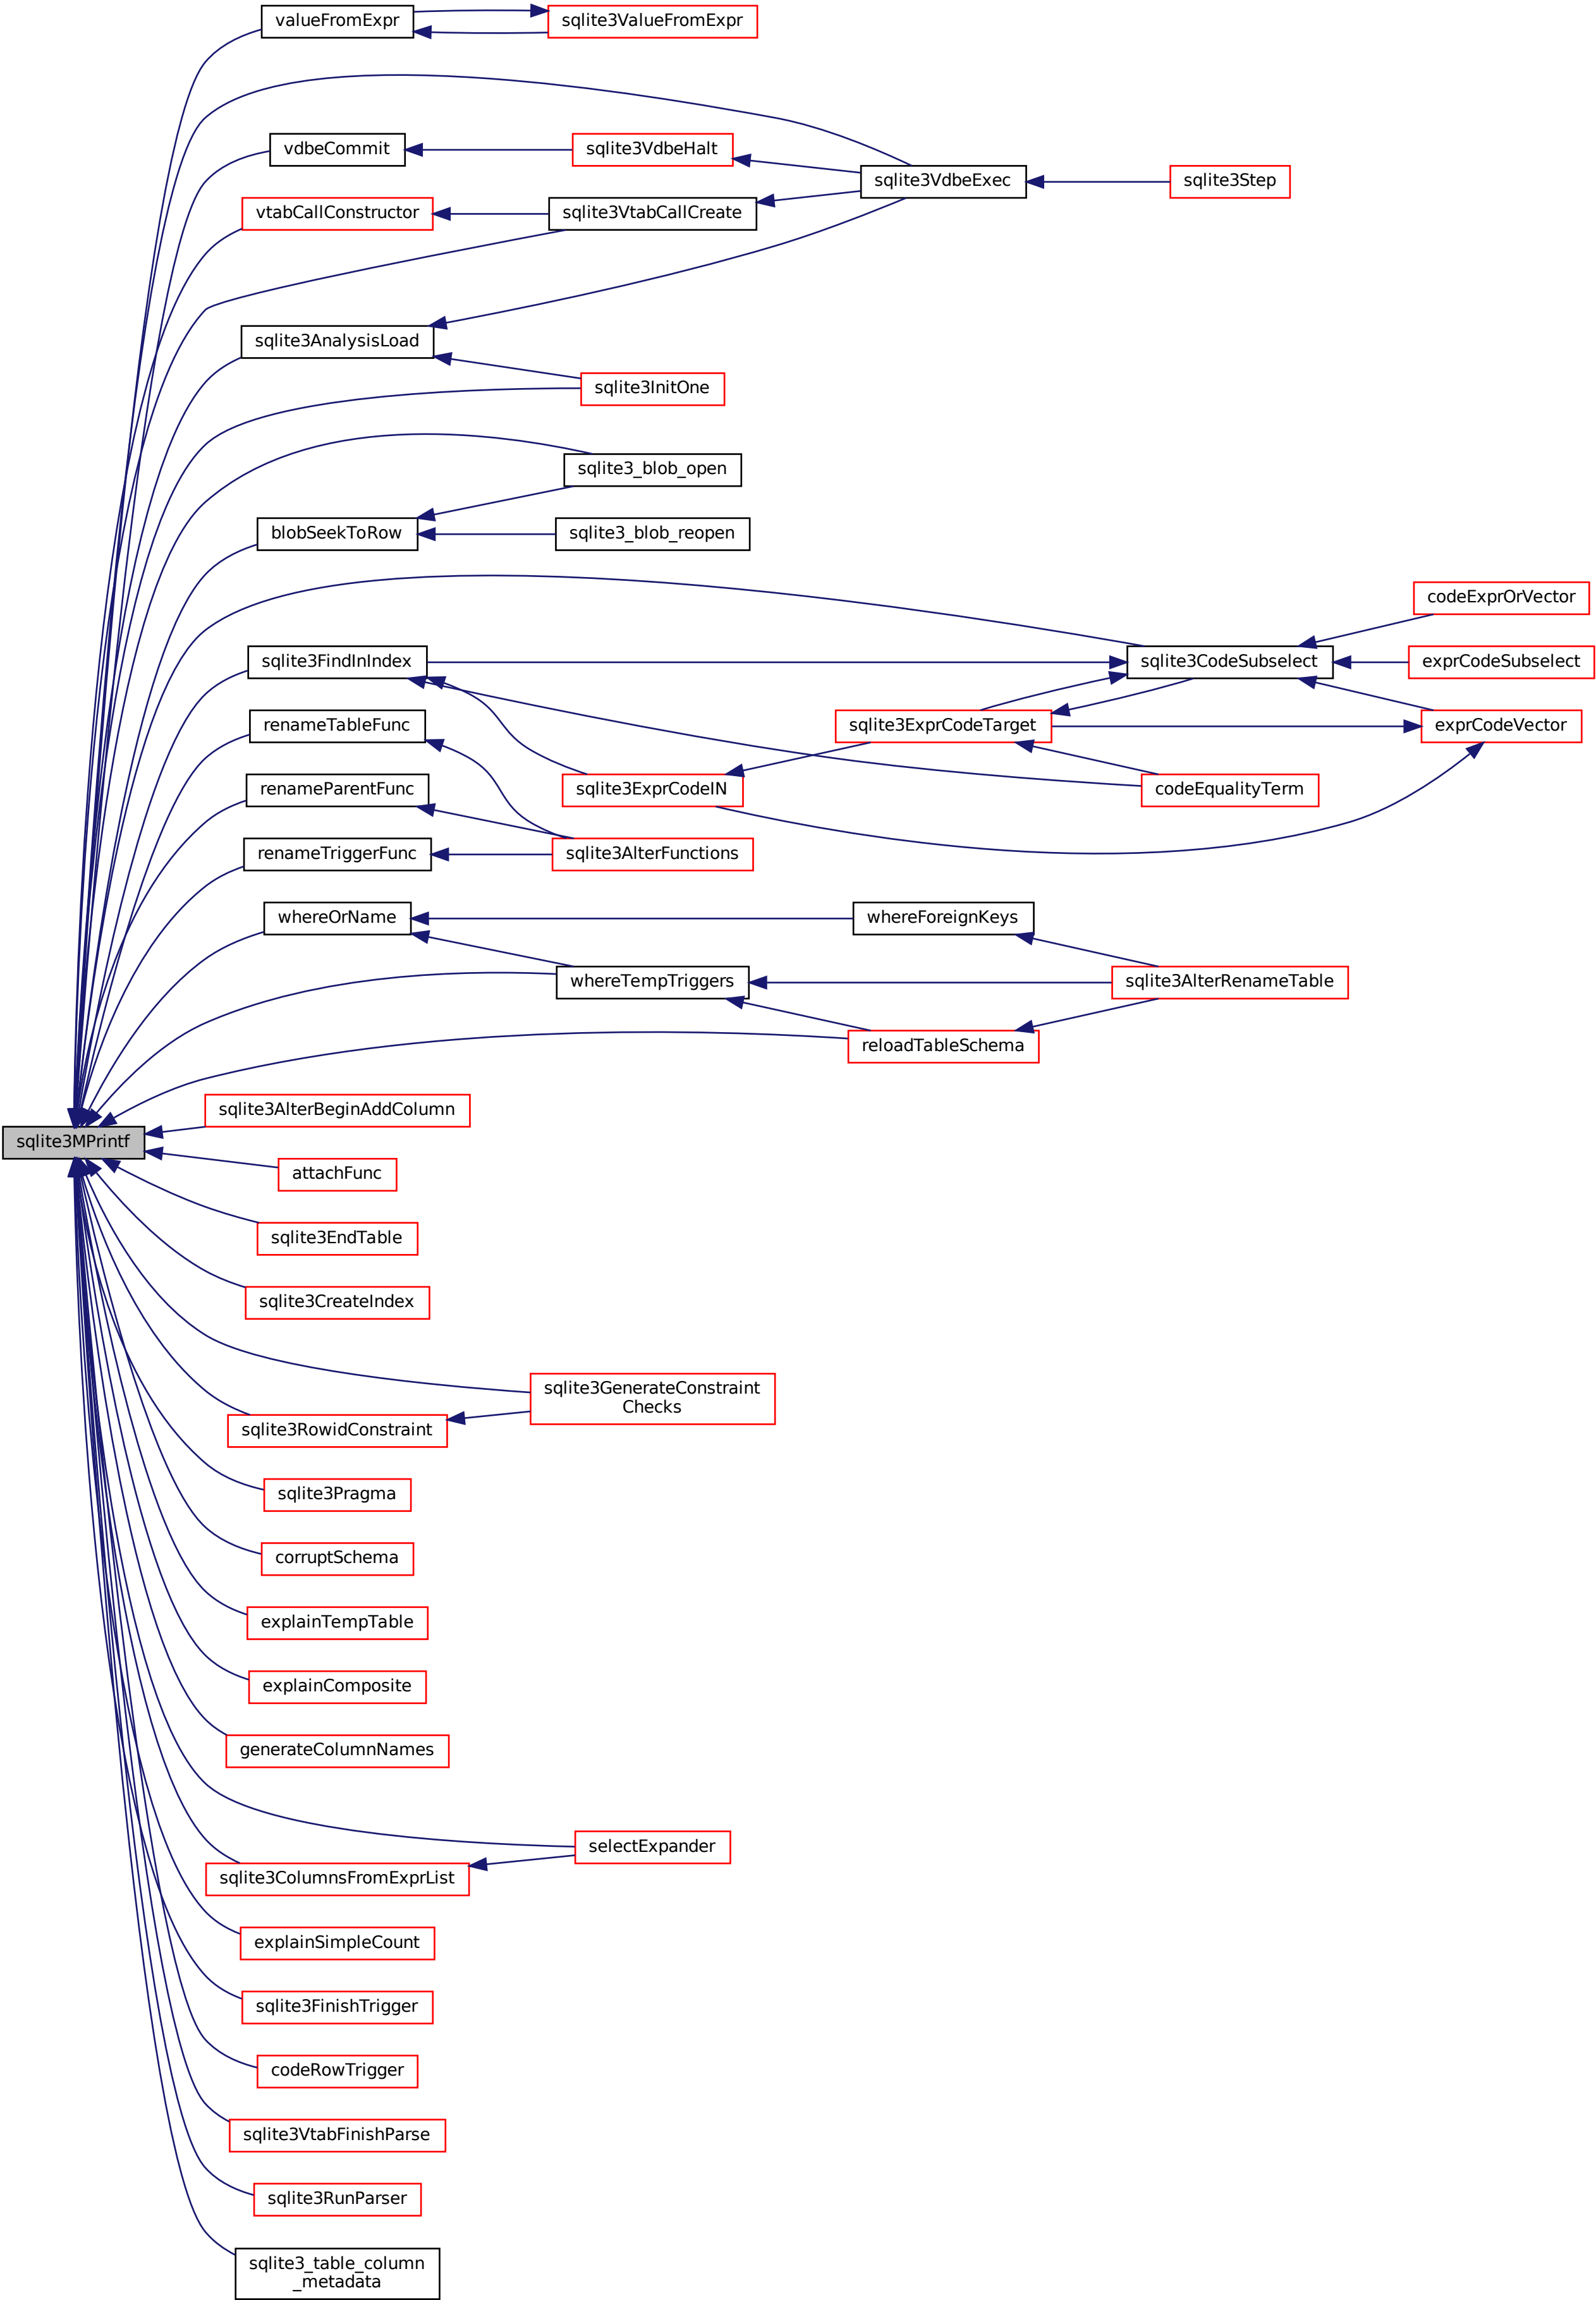 valueFromExpr
sqlite3ValueFromExpr
vdbeCommit
sqlite3VdbeHalt
sqlite3VdbeExec
sqlite3Step
vtabCallConstructor
sqlite3VtabCallCreate
sqlite3AnalysisLoad
sqlite3InitOne
sqlite3_blob_open
blobSeekToRow
sqlite3_blob_reopen
codeExprOrVector
sqlite3FindInIndex
sqlite3CodeSubselect
exprCodeSubselect
renameTableFunc
sqlite3ExprCodeTarget
exprCodeVector
renameParentFunc
sqlite3ExprCodeIN
codeEqualityTerm
renameTriggerFunc
sqlite3AlterFunctions
whereOrName
whereForeignKeys
whereTempTriggers
sqlite3AlterRenameTable
reloadTableSchema
sqlite3AlterBeginAddColumn
sqlite3MPrintf
attachFunc
sqlite3EndTable
sqlite3CreateIndex
sqlite3GenerateConstraint
Checks
sqlite3RowidConstraint
sqlite3Pragma
corruptSchema
explainTempTable
explainComposite
generateColumnNames
selectExpander
sqlite3ColumnsFromExprList
explainSimpleCount
sqlite3FinishTrigger
codeRowTrigger
sqlite3VtabFinishParse
sqlite3RunParser
sqlite3_table_column
_metadata